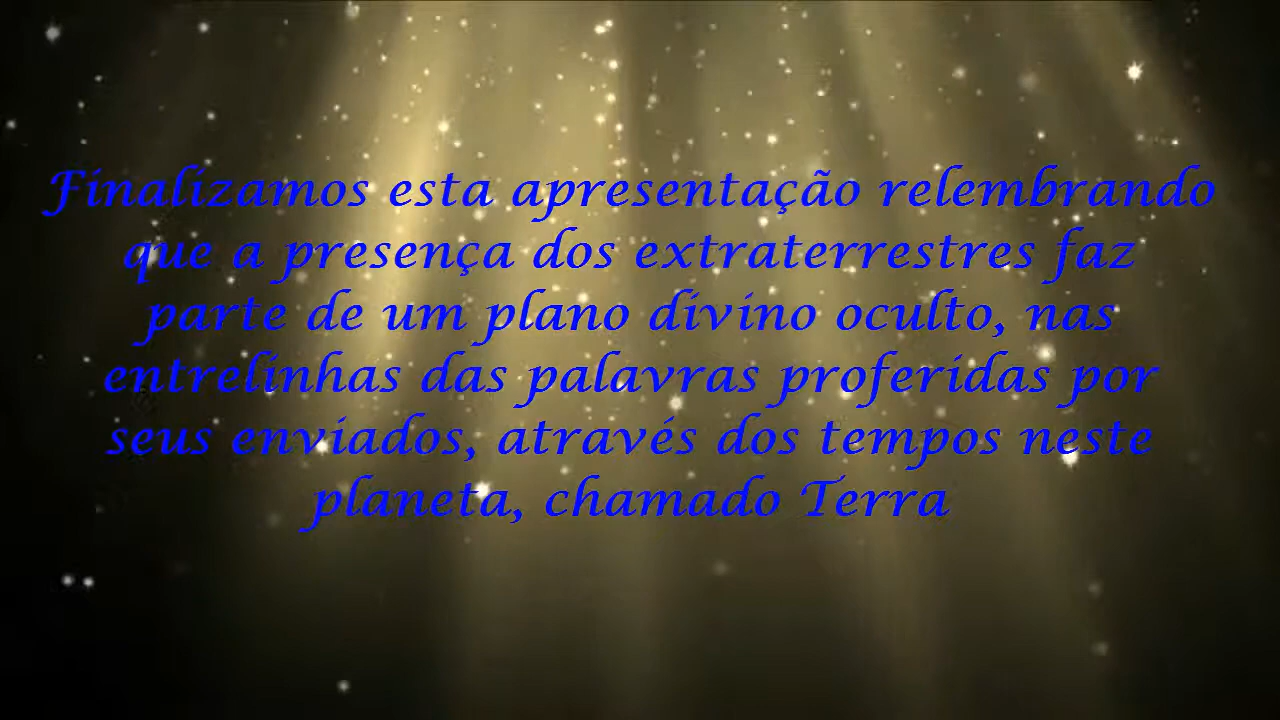 Finalizamos esta apresentação relembrando
que a presença dos extraterrestres faz
parte de um plano divino oculto, nas
entrelinhas das palavras proferidas por
seus enviados, através dos tempos neste
planeta, chamado Terra